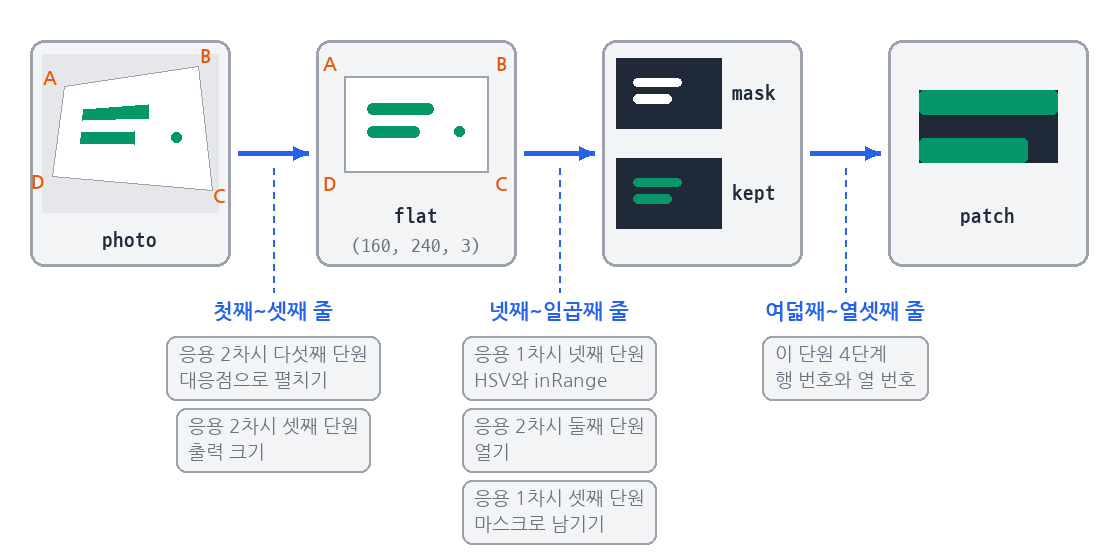 A
B
C
D
photo
A
B
D
C
flat
(160, 240, 3)
mask
kept
patch
첫째~셋째 줄
응용 2차시 다섯째 단원
대응점으로 펼치기
응용 2차시 셋째 단원
출력 크기
넷째~일곱째 줄
응용 1차시 넷째 단원
HSV와 inRange
응용 2차시 둘째 단원
열기
응용 1차시 셋째 단원
마스크로 남기기
여덟째~열셋째 줄
이 단원 4단계
행 번호와 열 번호